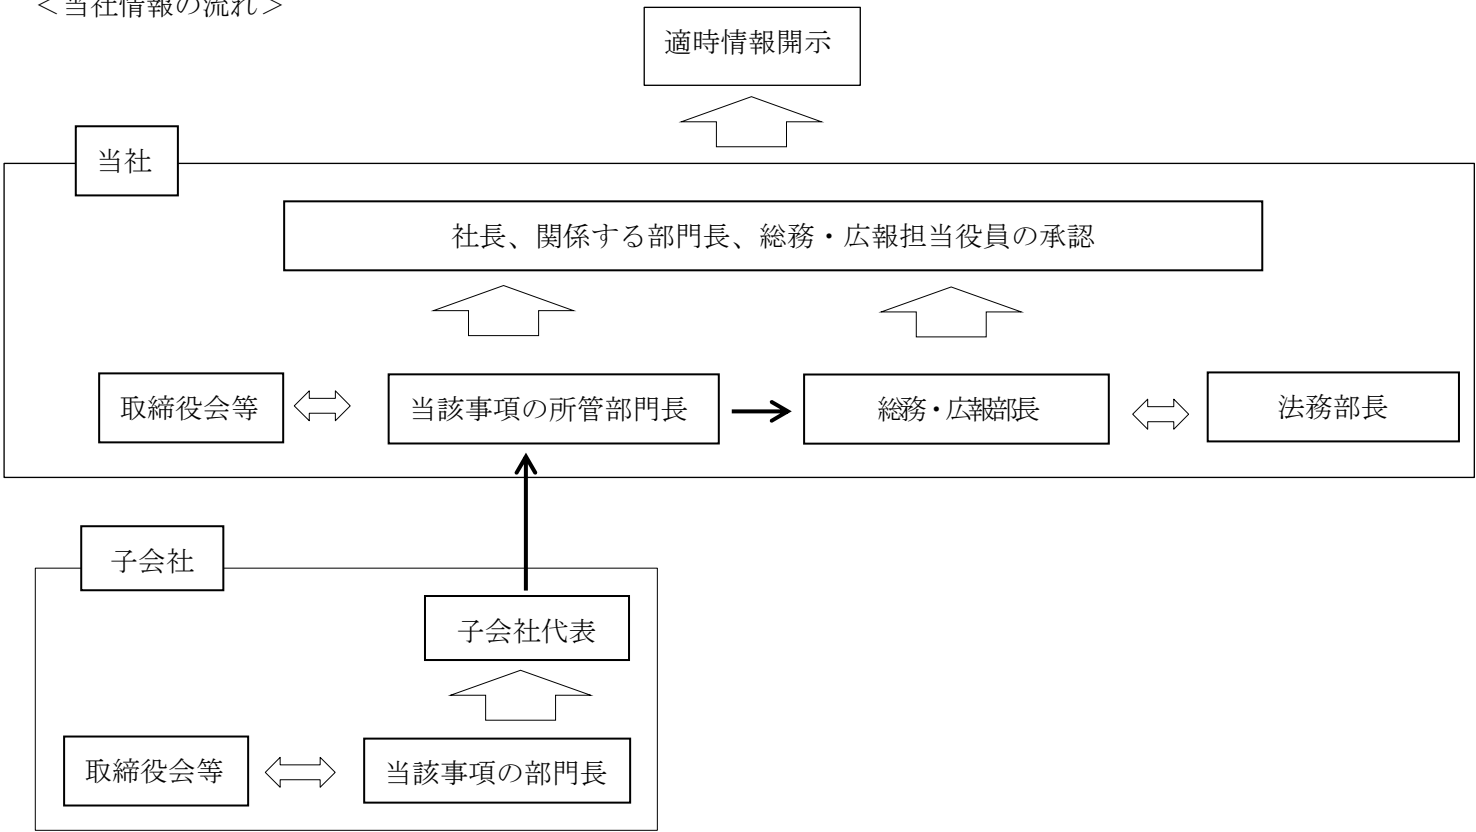 <当社情報の流れ>
適時情報開示
当社
社長、関係する部門長、総務・広報担当役員の承認
取締役会等
当該事項の所管部門長
総務・広報部長
法務部長
子会社
子会社代表
取締役会等
当該事項の部門長